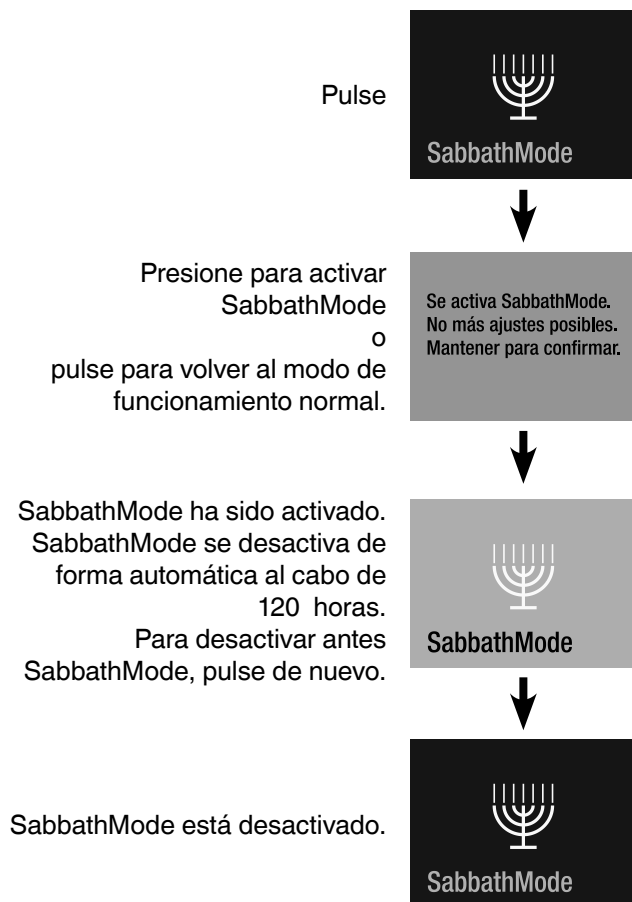 Pulse
SabbathMode
Presione para activar
SabbathMode
o
pulse para volver al modo de
funcionamiento normal.
Se activa SabbathMode.
No más ajustes posibles.
Mantener para confirmar.
SabbathMode ha sido activado.
SabbathMode se desactiva de
forma automática al cabo de
120 horas.
Para desactivar antes
SabbathMode, pulse de nuevo.
SabbathMode
SabbathMode está desactivado.
SabbathMode